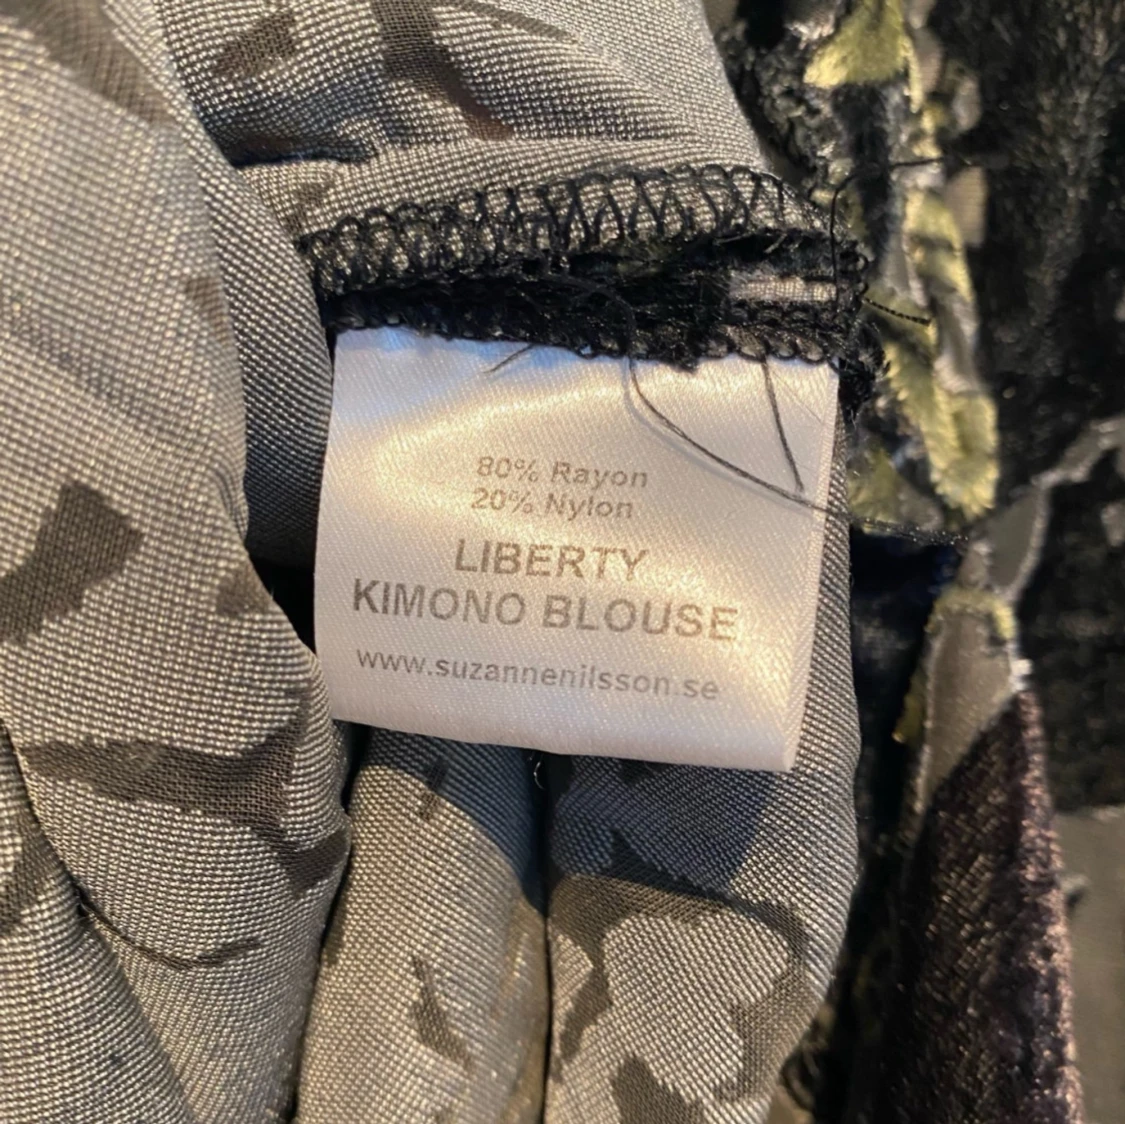 80% Rayon
20% Nylon
LIBERTY
KIMONO BLOUSE
www.suzannenilsson.se